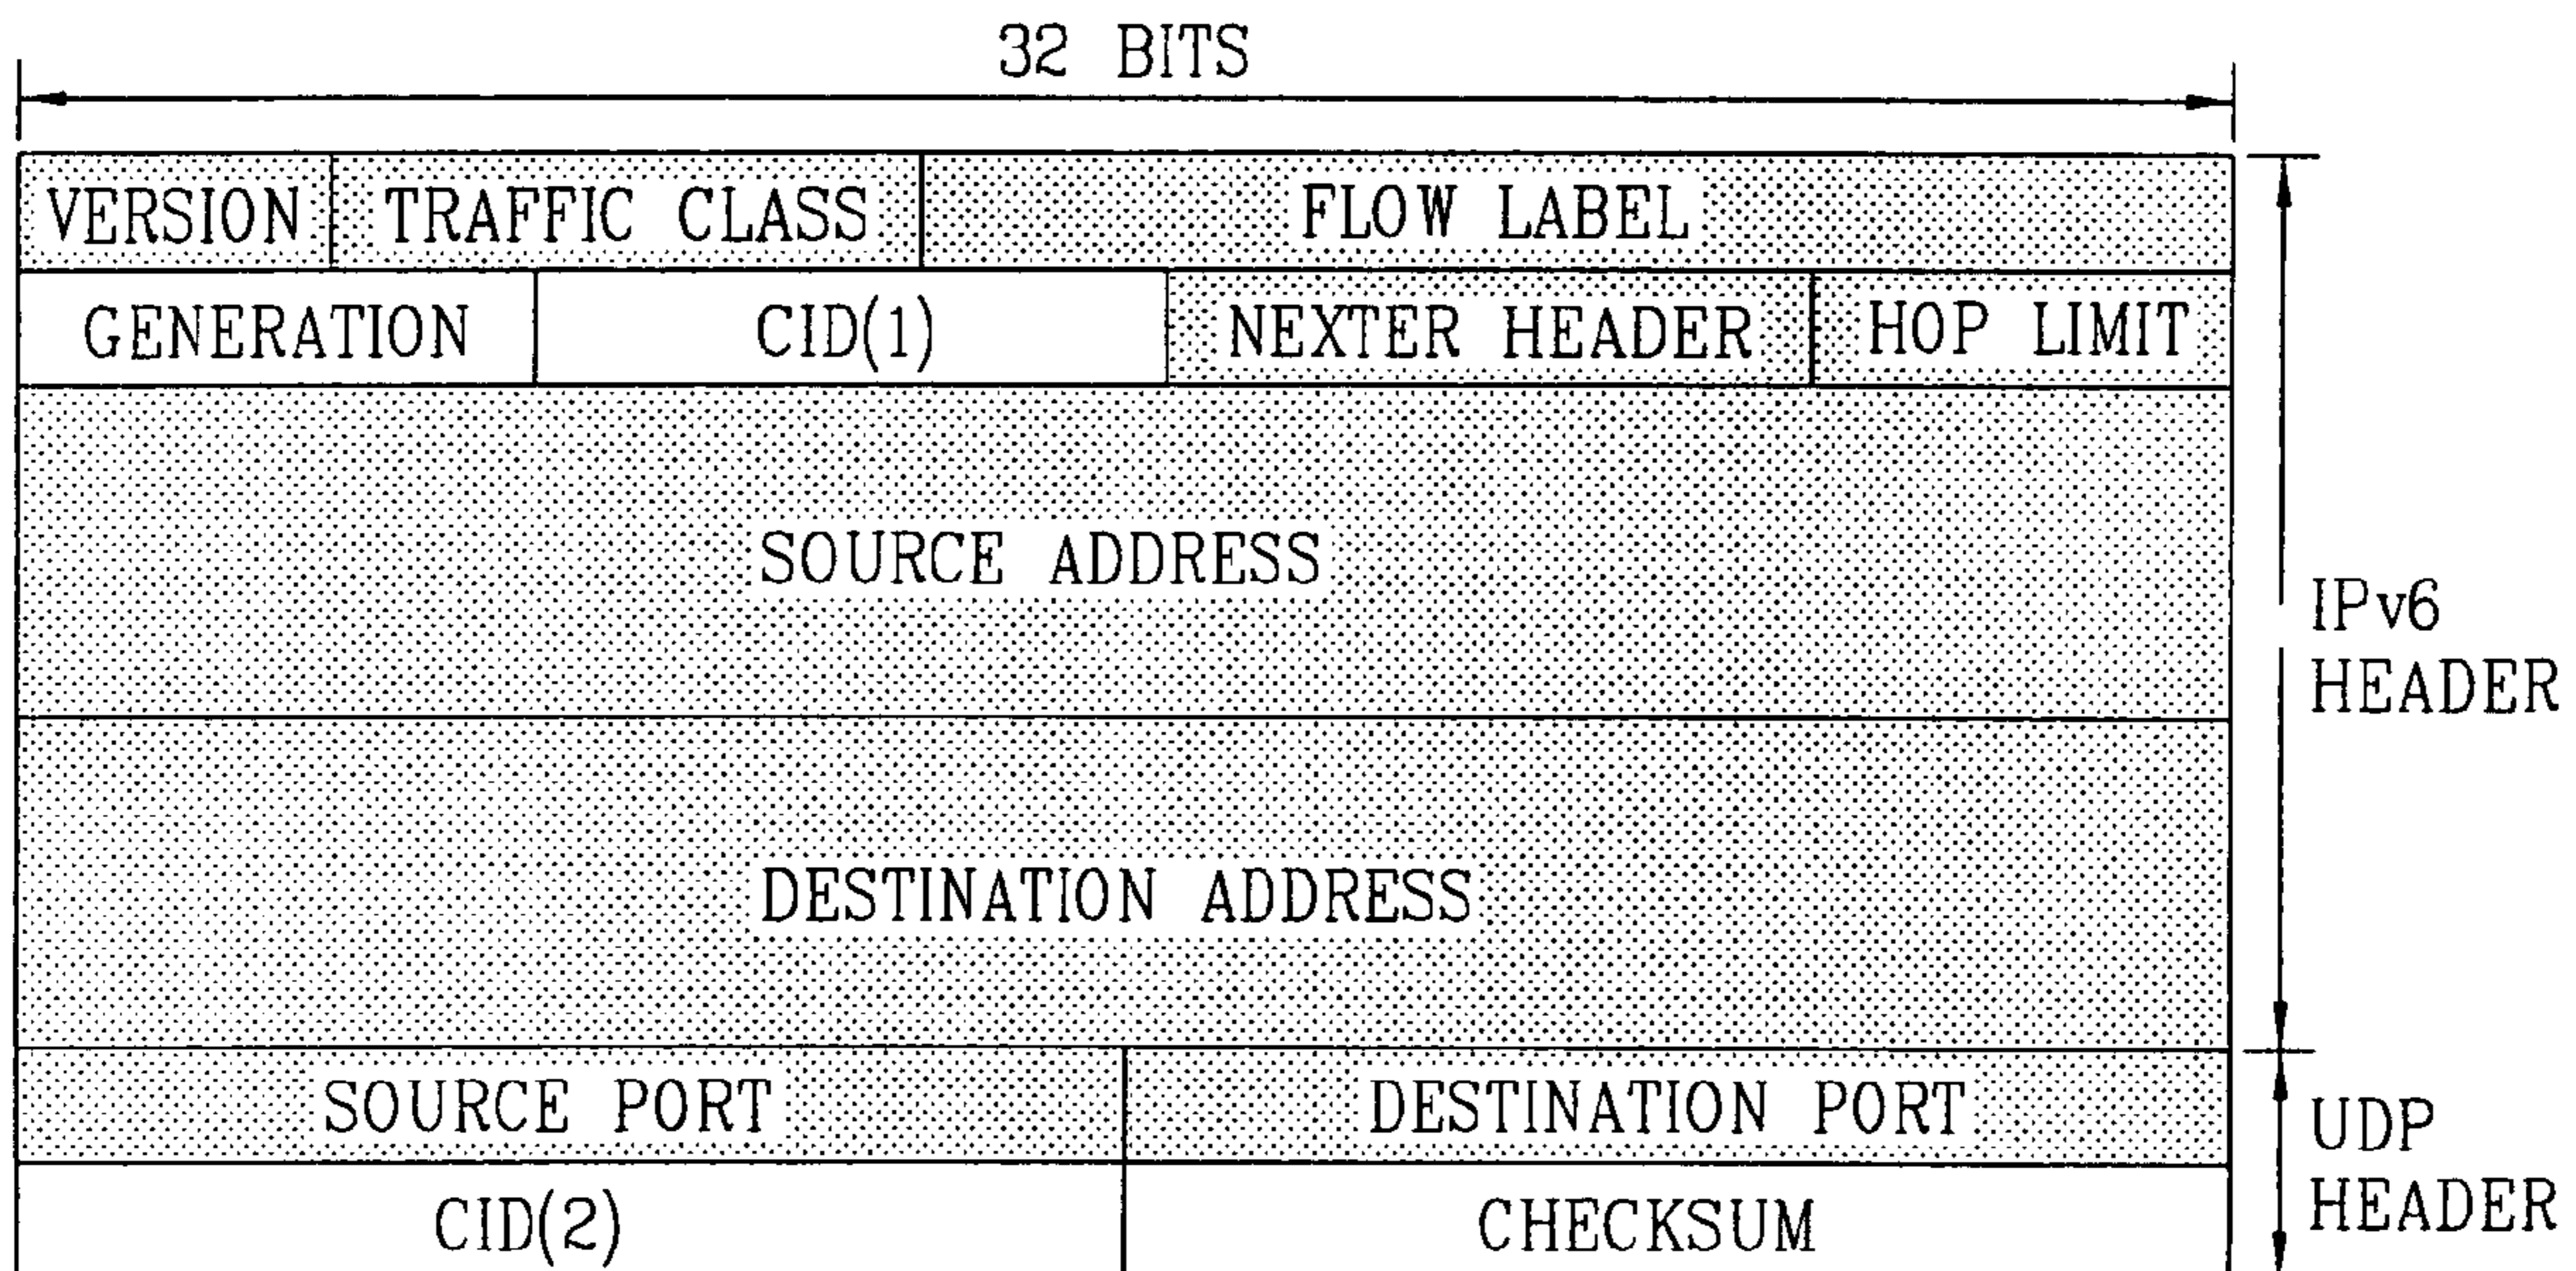 32 BITS
VERSION TRAFFIC CLASS FLOW LABEL
GENERATION CID(1) NEXTER HEADER HOP LIMIT
SOURCE ADDRESS
IPv6
HEADER
DESTINATION ADDRESS
SOURCE PORT DESTINATION PORT
UDP
HEADER
CID(2) CHECKSUM